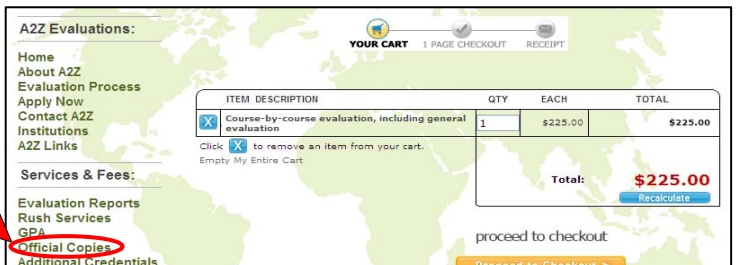 A2Z Evaluations:
Home
About A2Z
Evaluation Process
Apply Now
Contact A2Z
Institutions
A2Z Links
Services & Fees:
Evaluation Reports
Rush Services
GPA
Official Copies
Additional Credentials
YOUR CART 1 PAGE CHECKOUT RECEIPT
ITEM DESCRIPTION QTY EACH TOTAL
X Course-by-course evaluation, including general evaluation 1 $225.00 $225.00
Click X to remove an item from your cart.
Empty My Entire Cart
Total: $225.00
Recalculate
proceed to checkout
Proceed to Checkout >